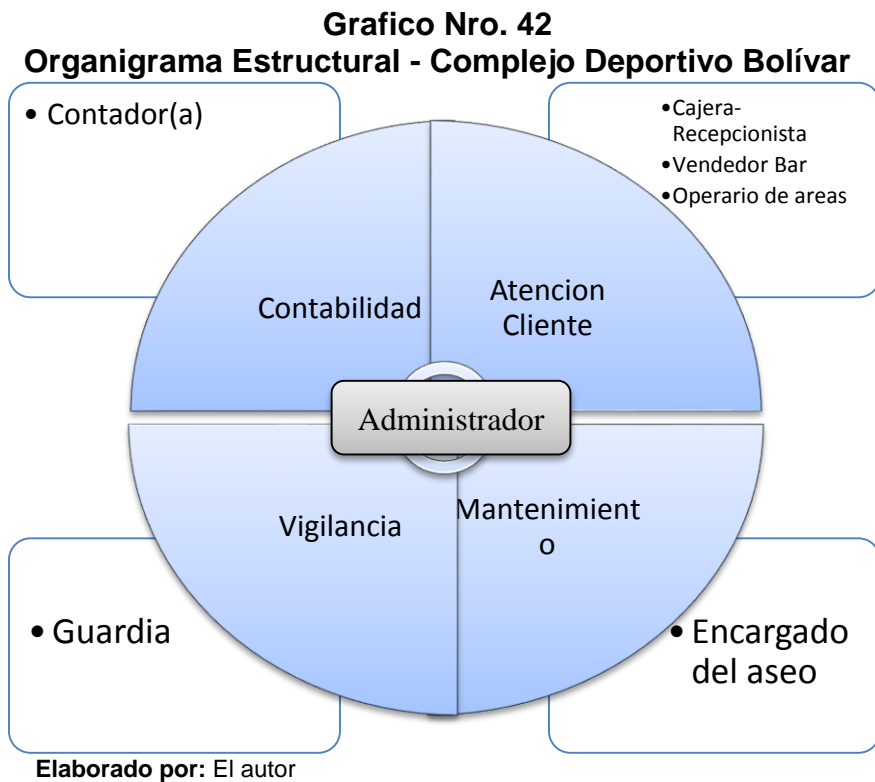 Grafico Nro. 42
Organigrama Estructural - Complejo Deportivo Bolívar
• Contador(a)
•Cajera-
Recepcionista
•Vendedor Bar
•Operario de areas
Contabilidad
Atencion
Cliente
Administrador
Vigilancia
Mantenimient
o
• Guardia
• Encargado
del aseo
Elaborado por: El autor